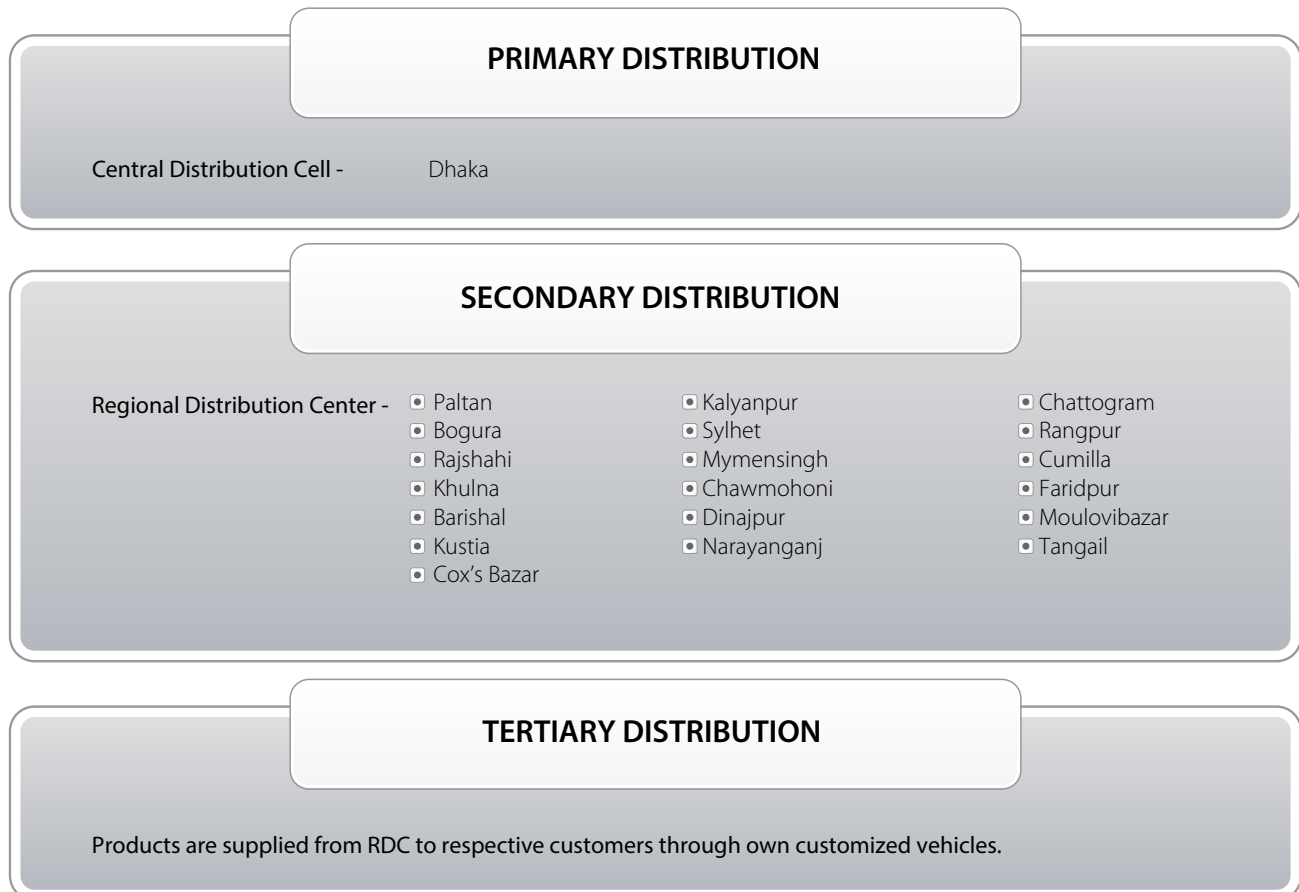 PRIMARY DISTRIBUTION
Central Distribution Cell - Dhaka
SECONDARY DISTRIBUTION
Regional Distribution Center -
Paltan
Bogura
Rajshahi
Khulna
Barishal
Kustia
Cox's Bazar
Kalyanpur
Sylhet
Mymensingh
Chawmohoni
Dinajpur
Narayanganj
Chattogram
Rangpur
Cumilla
Faridpur
Moulovibazar
Tangail
TERTIARY DISTRIBUTION
Products are supplied from RDC to respective customers through own customized vehicles.